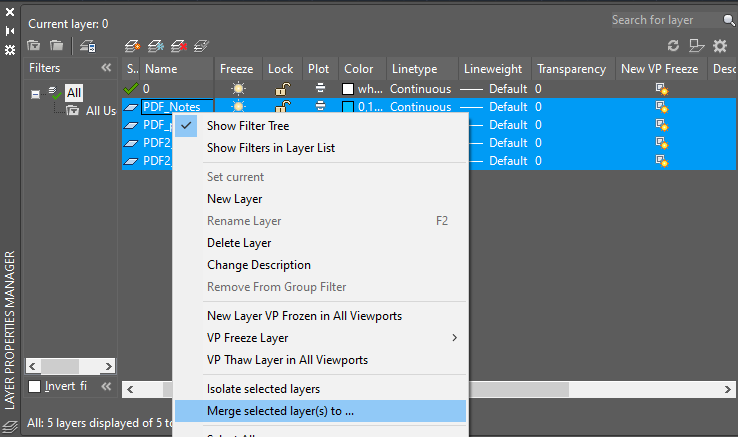 Current layer: 0
Search for layer
Filters
S.. Name Freeze Lock Plot Color Linetype Lineweight Transparency New VP Freeze Desc
All
All Us
0 wh... Continuous Default 0
PDF_Notes 0,1... Continuous Default 0
PDF_ Default 0
PDF2_ Default 0
PDF2_ Default 0
Show Filter Tree
Show Filters in Layer List
Set current
New Layer
Rename Layer F2
Delete Layer
Change Description
Remove From Group Filter
New Layer VP Frozen in All Viewports
VP Freeze Layer
VP Thaw Layer in All Viewports
Isolate selected layers
Merge selected layer(s) to ...
Invert fi
All: 5 layers displayed of 5 to
LAYER PROPERTIES MANAGER